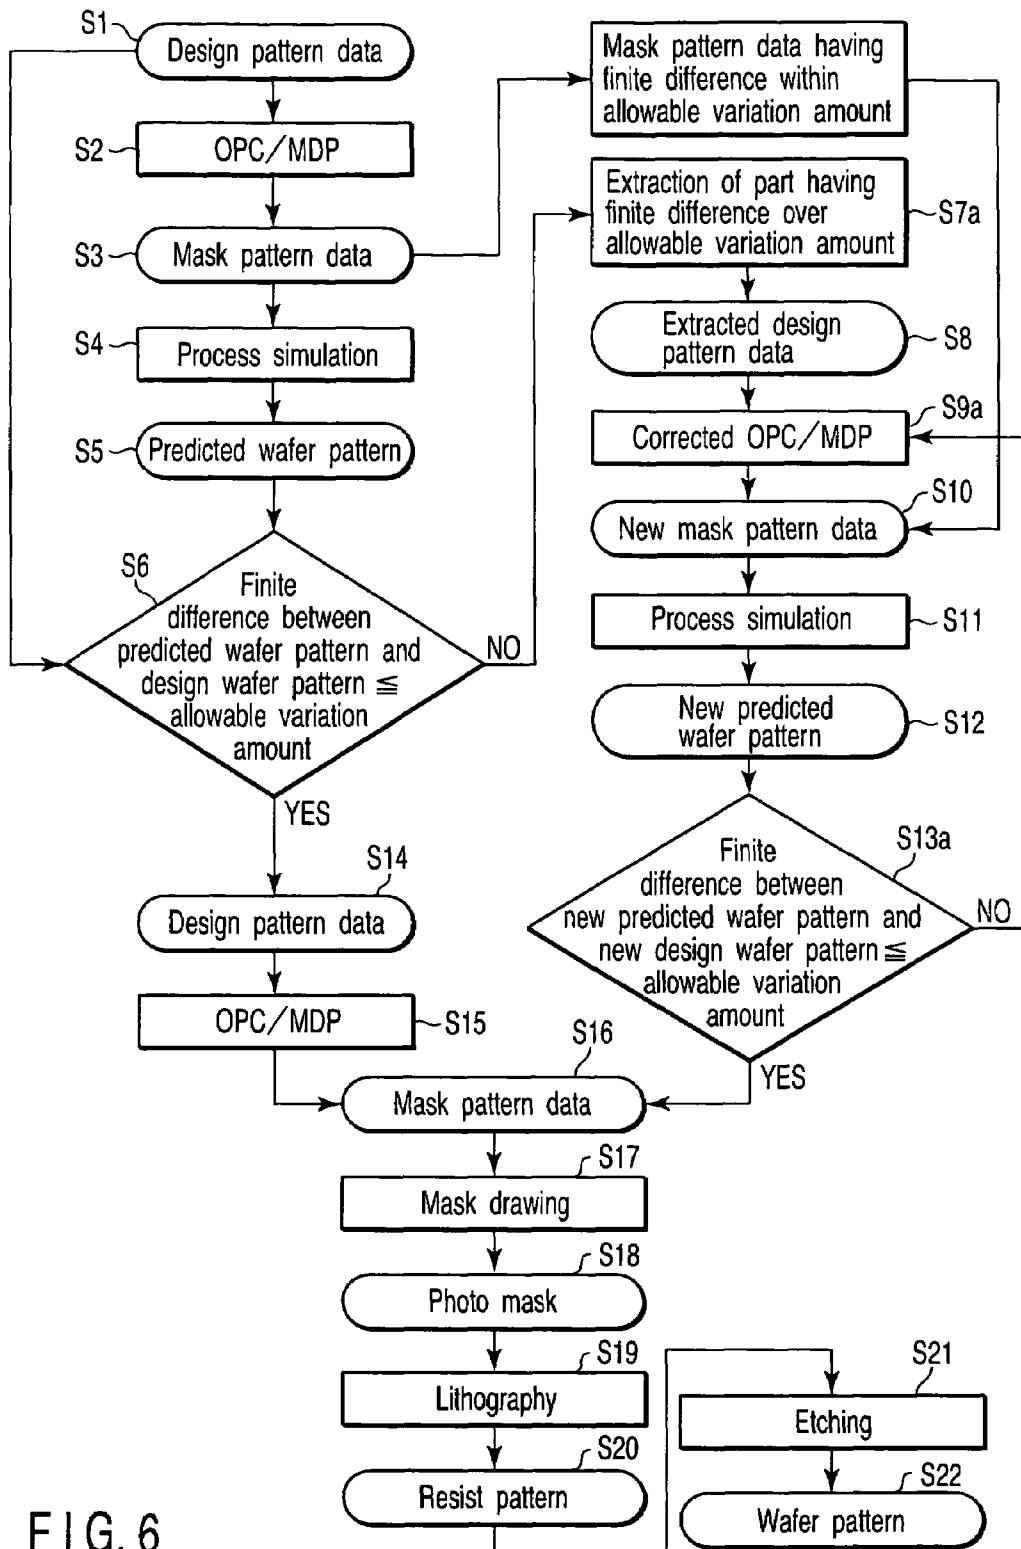 S1
Design pattern data
S2
OPC/MDP
S3
Mask pattern data
S4
Process simulation
S5
Predicted wafer pattern
S6
Finite
difference between
predicted wafer pattern and
design wafer pattern ≦
allowable variation
amount
NO
YES
Mask pattern data having
finite difference within
allowable variation amount
Extraction of part having
finite difference over
allowable variation amount
S7a
Extracted design
pattern data
S8
S9a
Corrected OPC/MDP
S10
New mask pattern data
Process simulation
S11
New predicted
wafer pattern
S12
S13a
Finite
difference between
new predicted wafer pattern and
new design wafer pattern ≦
allowable variation
amount
NO
YES
S14
Design pattern data
OPC/MDP
S15
S16
Mask pattern data
S17
Mask drawing
S18
Photo mask
S19
Lithography
S20
Resist pattern
S21
Etching
S22
Wafer pattern
FIG. 6